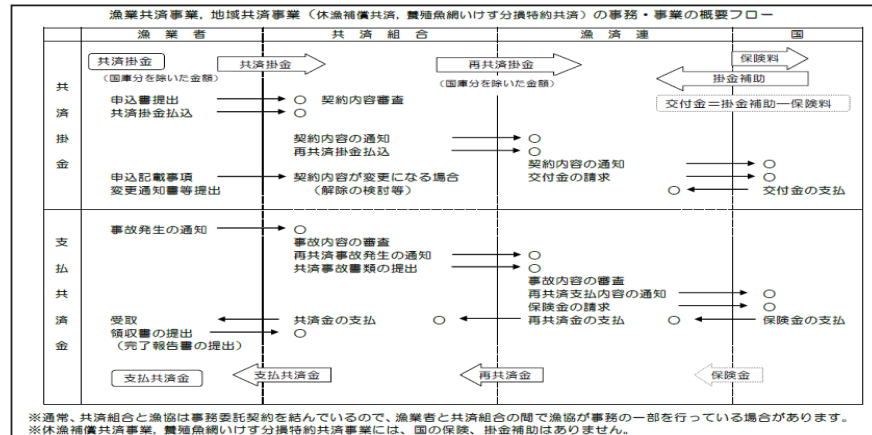 漁業共済事業，地域共済事業（休漁補償共済，養殖魚網いけす分損特約共済）の事務・事業の概要フロー
漁業者 共済組合 漁済連 国
共済掛金
共済掛金 （国庫分を除いた金額）
共済掛金
再共済掛金
（国庫分を除いた金額）
保険料
掛金補助
交付金＝掛金補助ー保険料
申込書提出 → ○ 契約内容審査
共済掛金払込 → ○
契約内容の通知 → ○
再共済掛金払込 → ○
契約内容の通知 → ○
申込記載事項 → 契約内容が変更になる場合 交付金の請求 → ○
変更通知書等提出 （解除の検討等） ○ ← 交付金の支払
支払共済金
事故発生の通知 → ○
事故内容の審査
再共済事故発生の通知 → ○
共済事故書類の提出 → ○
事故内容の審査
再共済支払内容の通知 → ○
保険金の請求 → ○
受取 ← 共済金の支払 ○ ← 再共済金の支払 ○ ← 保険金の支払
領収書の提出 → ○
（完了報告書の提出）
支払共済金 支払共済金 再共済金 保険金
※通常、共済組合と漁協は事務委託契約を結んでいるので、漁業者と共済組合の間で漁協が事務の一部を行っている場合があります。
※休漁補償共済事業、養殖魚網いけす分損特約共済事業には、国の保険、掛金補助はありません。